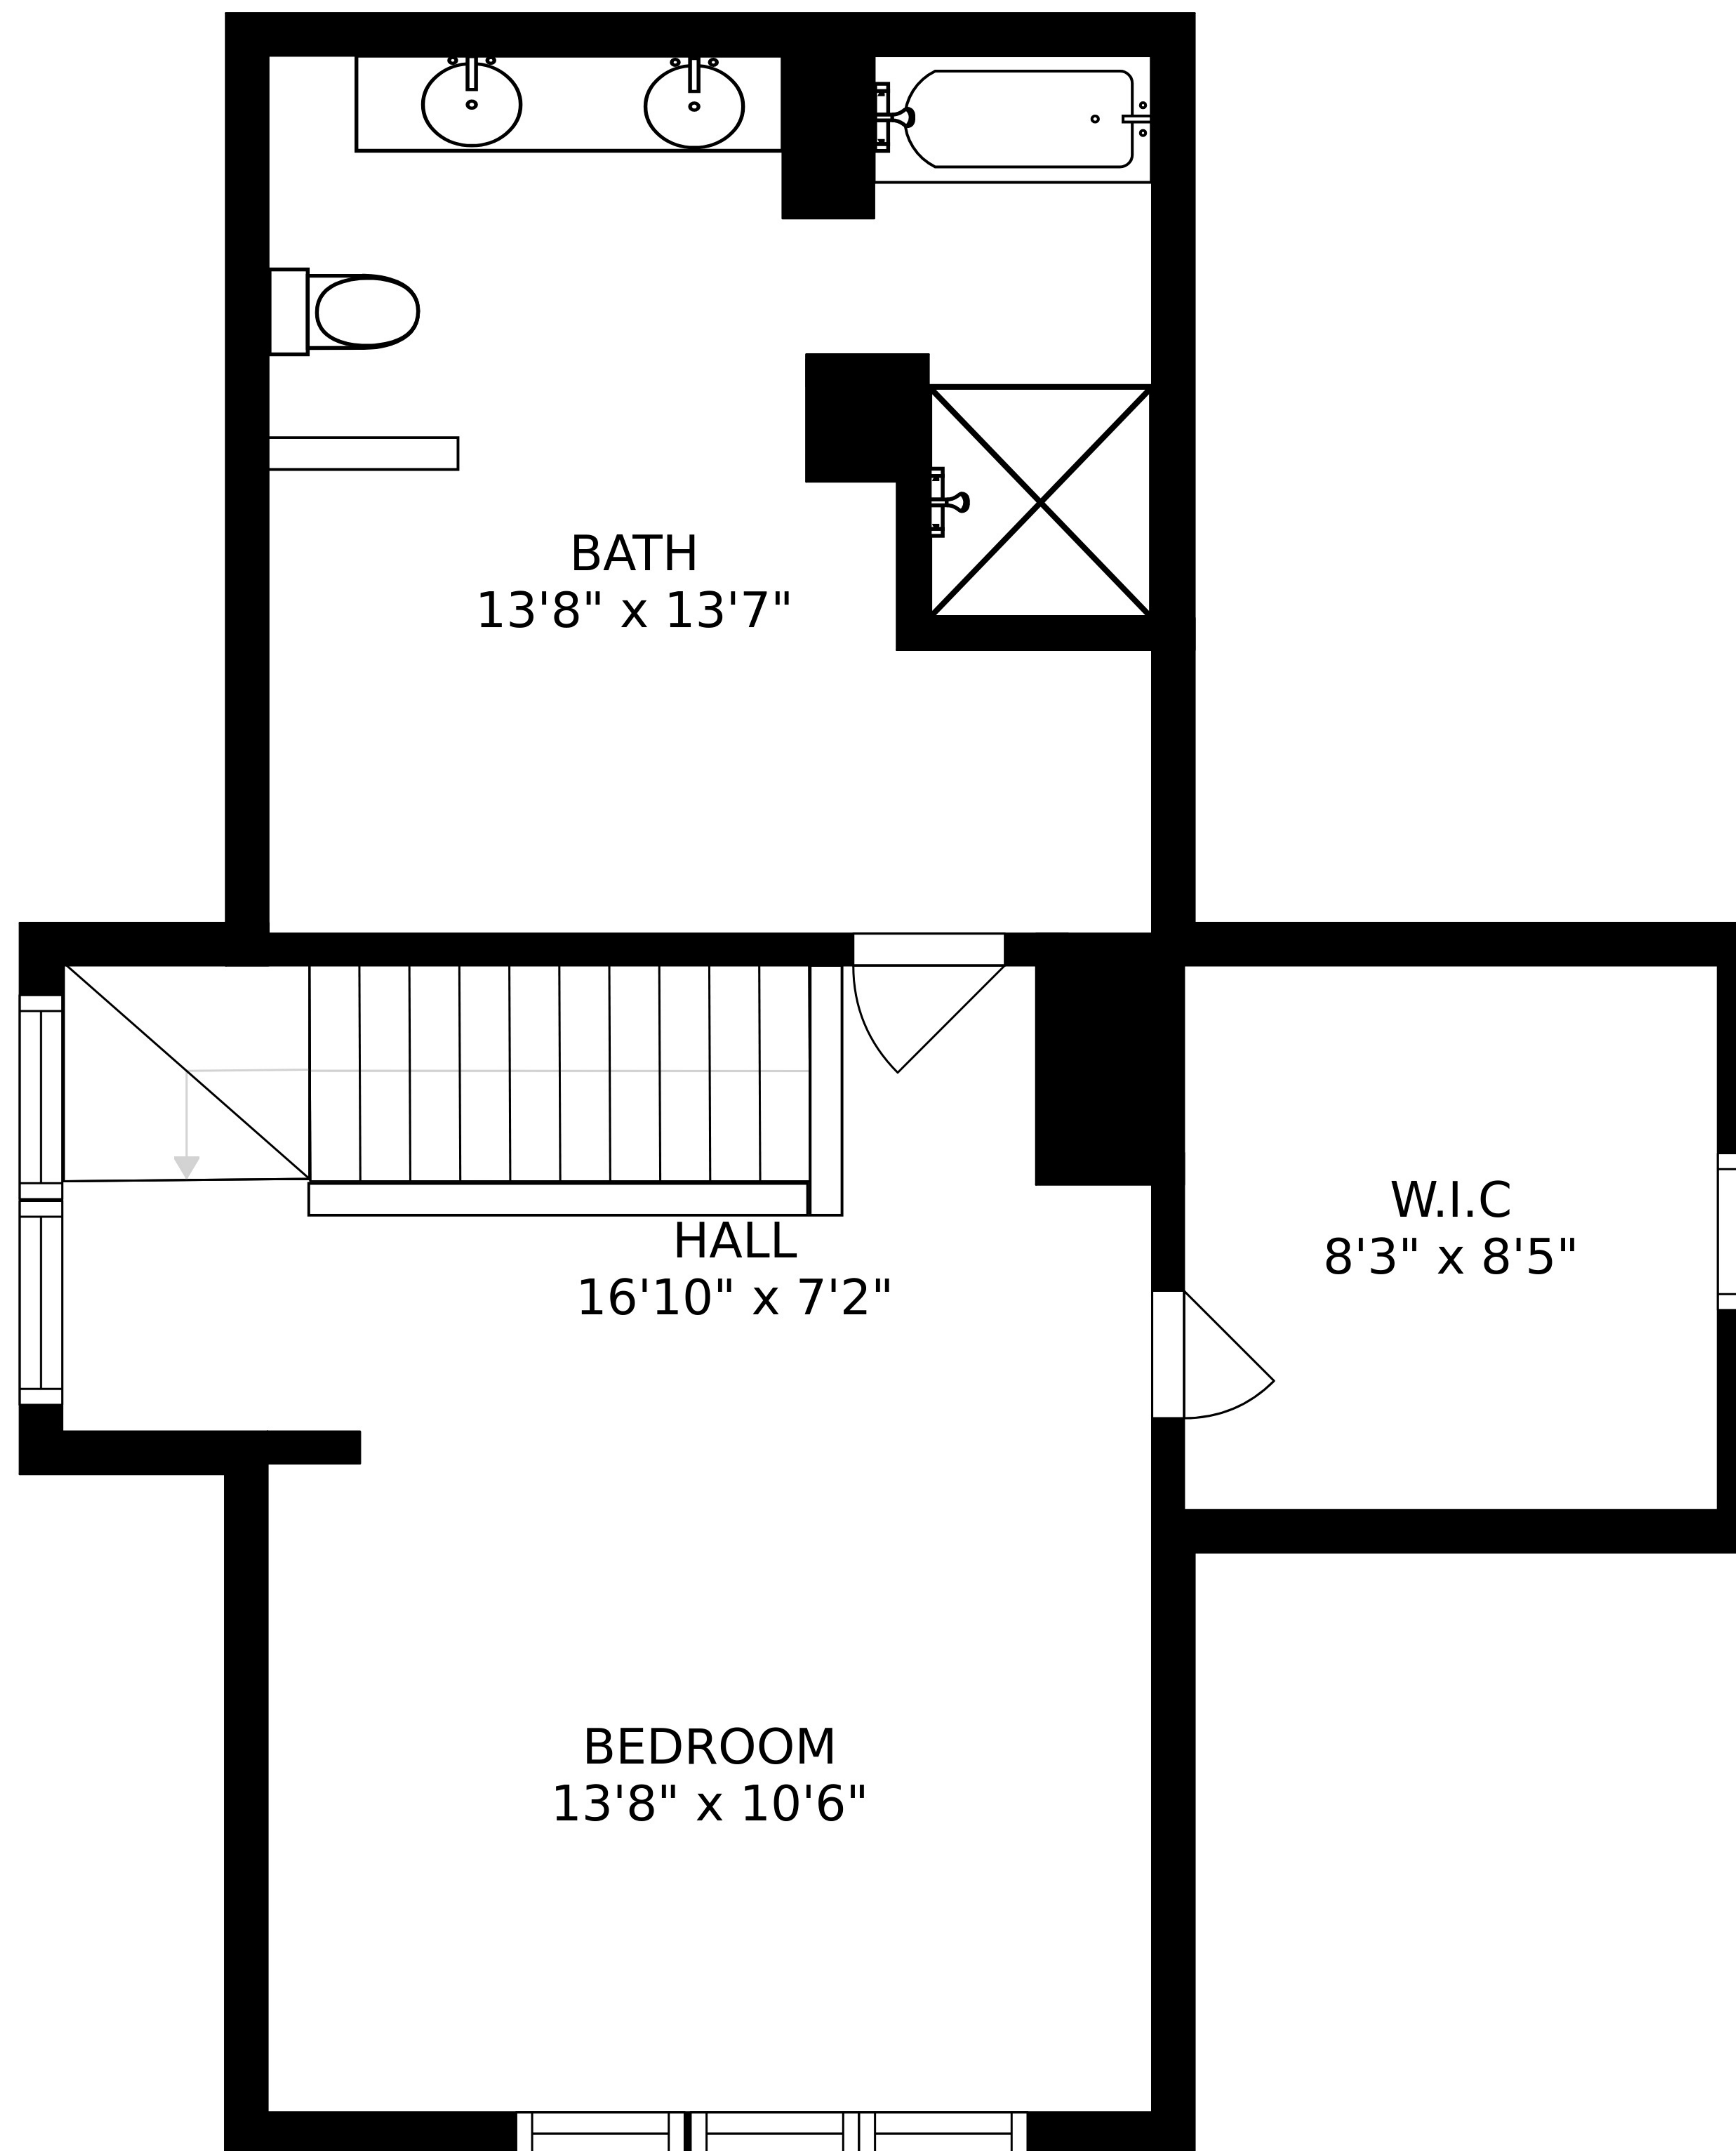 BATH
13'8" x 13'7"
HALL
16'10" x 7'2"
W.I.C
8'3" x 8'5"
BEDROOM
13'8" x 10'6"